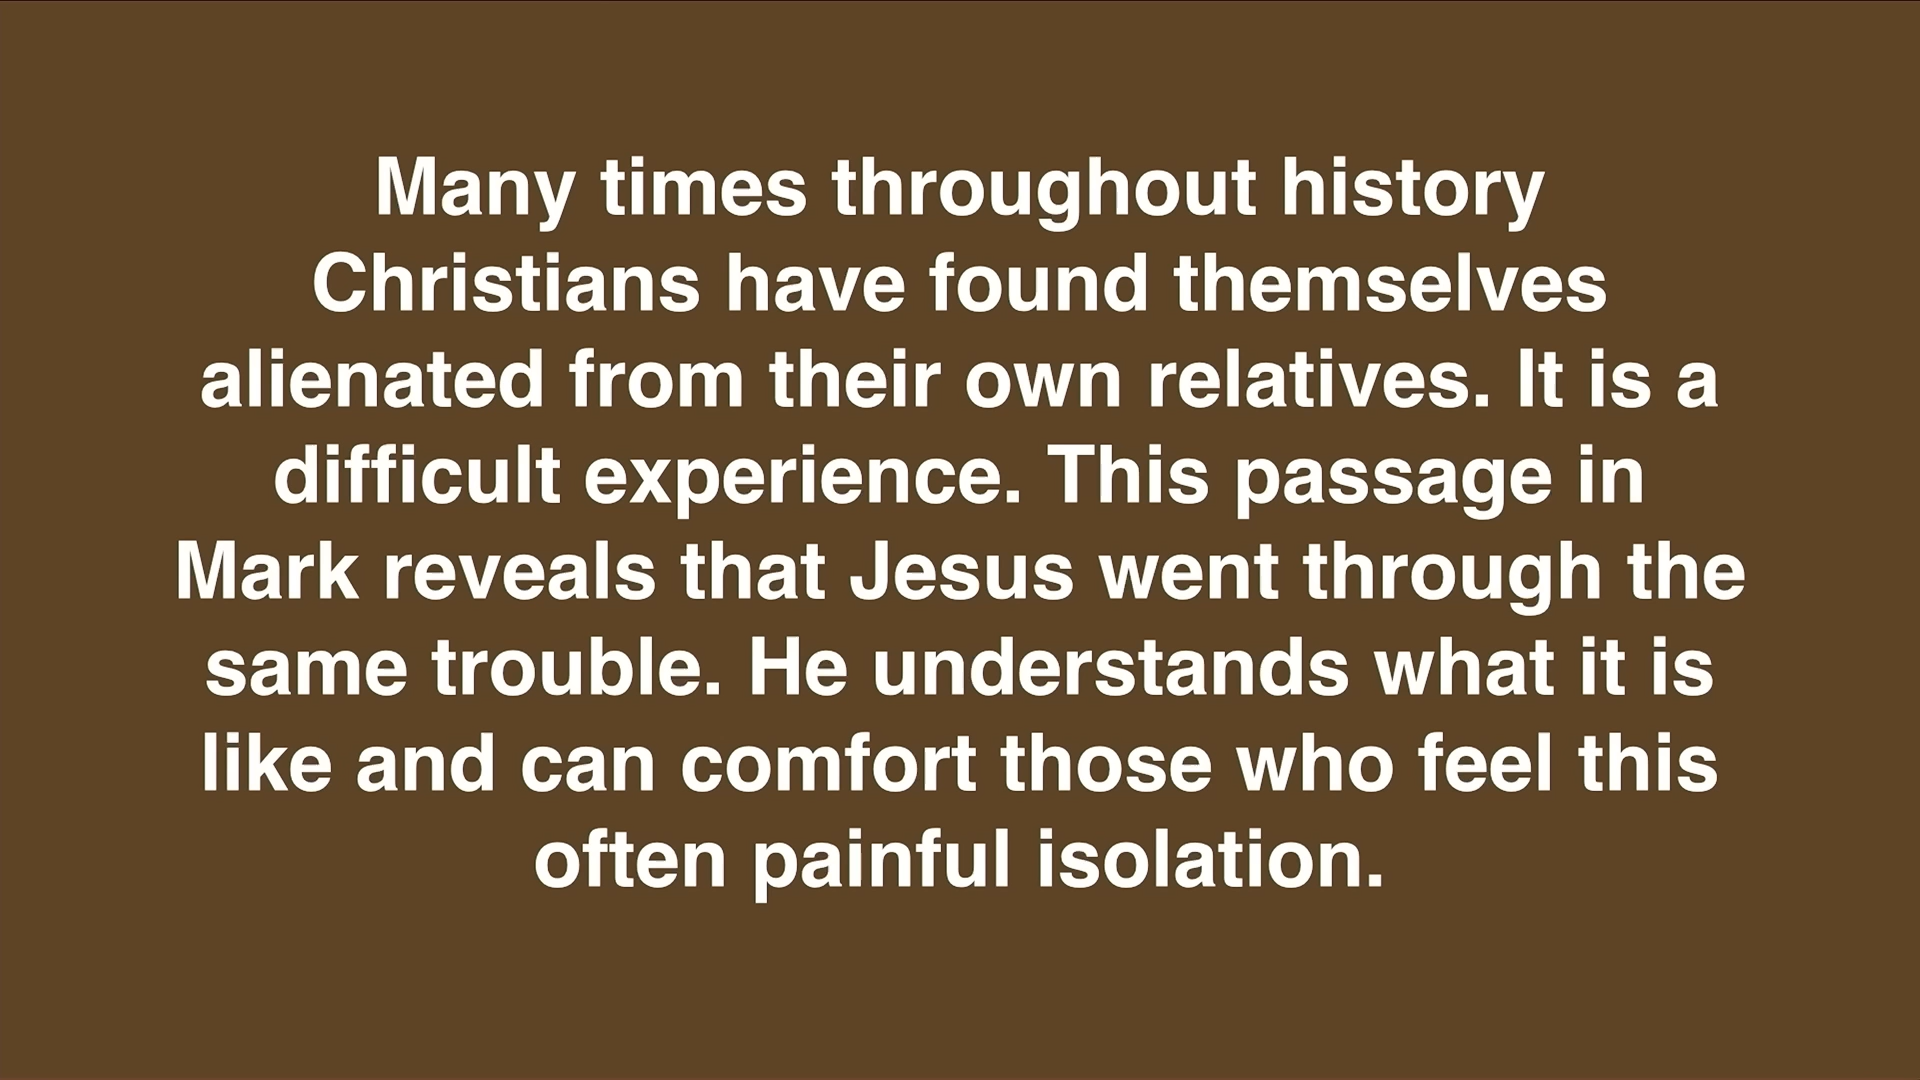 Many times throughout history
Christians have found themselves
alienated from their own relatives. It is a
difficult experience. This passage in
Mark reveals that Jesus went through the
same trouble. He understands what it is
like and can comfort those who feel this
often painful isolation.